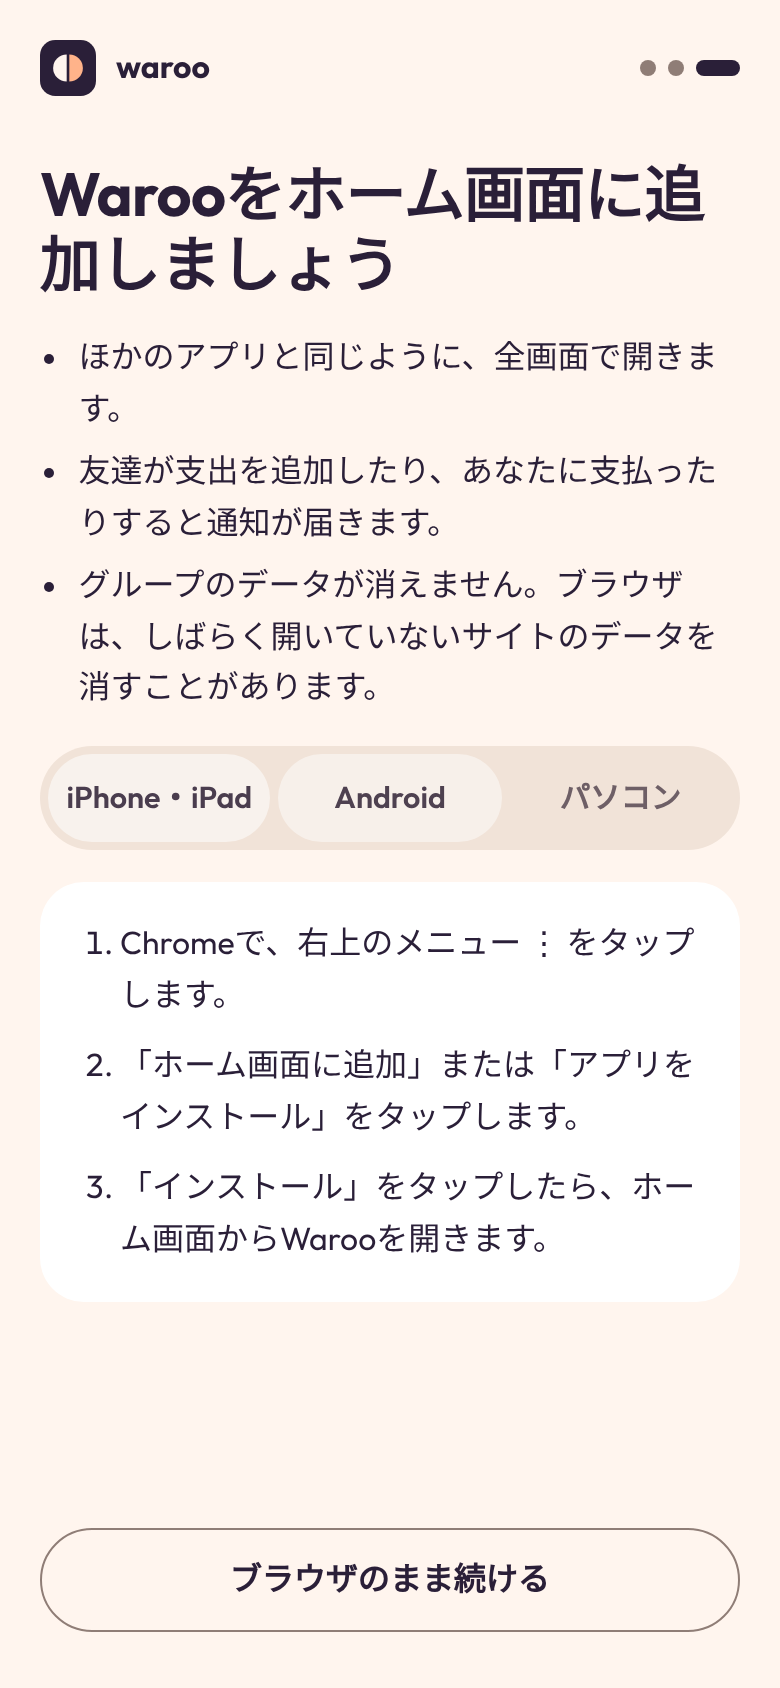 waroo
Warooをホーム画面に追
加しましょう
• ほかのアプリと同じように、全画面で開きま
す。
• 友達が支出を追加したり、あなたに支払った
りすると通知が届きます。
• グループのデータが消えません。ブラウザ
は、しばらく開いていないサイトのデータを
消すことがあります。
iPhone・iPad Android パソコン
1. Chromeで、右上のメニュー ⋮ をタップ
します。
2. 「ホーム画面に追加」または「アプリを
インストール」をタップします。
3. 「インストール」をタップしたら、ホー
ム画面からWarooを開きます。
ブラウザのまま続ける